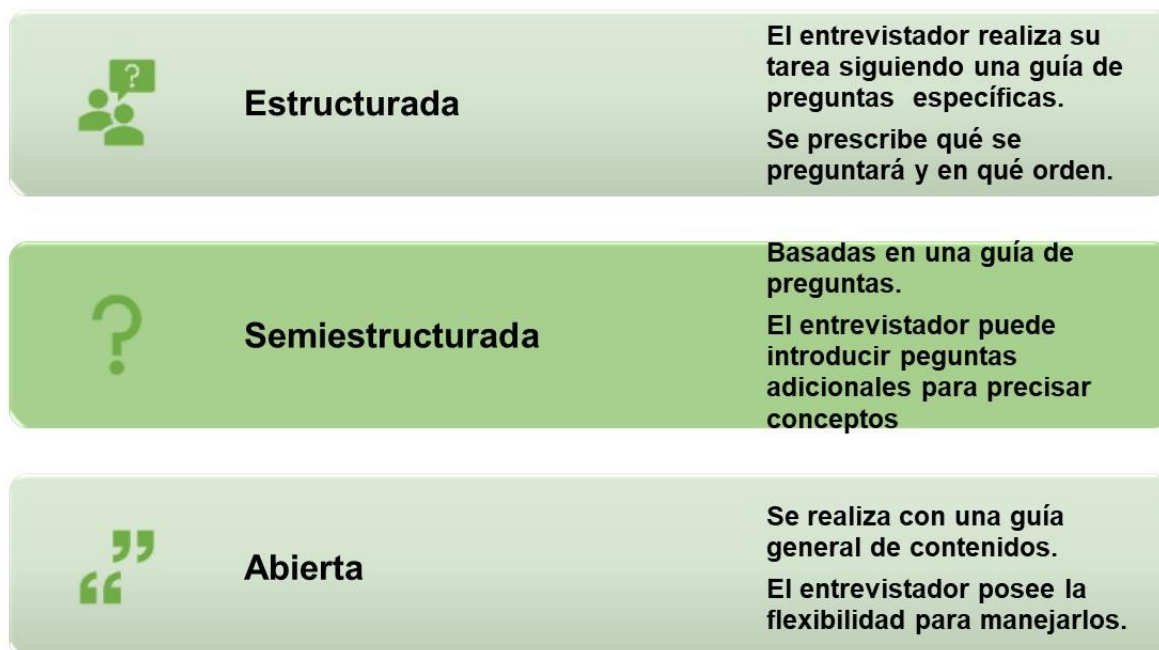 ?
Estructurada
El entrevistador realiza su
tarea siguiendo una guía de
preguntas  específicas.
Se prescribe qué se
preguntará y en qué orden.
?
Semiestructurada
Basadas en una guía de
preguntas.
El entrevistador puede
introducir peguntas
adicionales para precisar
conceptos
Abierta
Se realiza con una guía
general de contenidos.
El entrevistador posee la
flexibilidad para manejarlos.